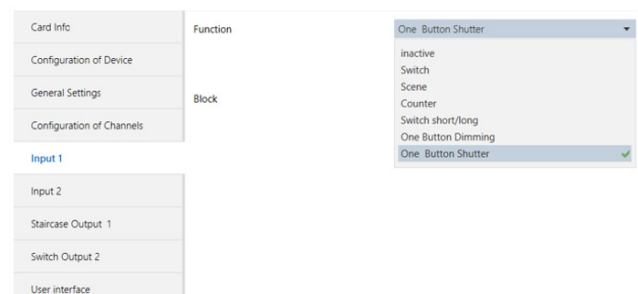 Card Info
Function
One Button Shutter
Configuration of Device
inactive
Switch
General Settings
Block
Scene
Counter
Configuration of Channels
Switch short/long
One Button Dimming
Input 1
One Button Shutter
Input 2
Staircase Output 1
Switch Output 2
User interface